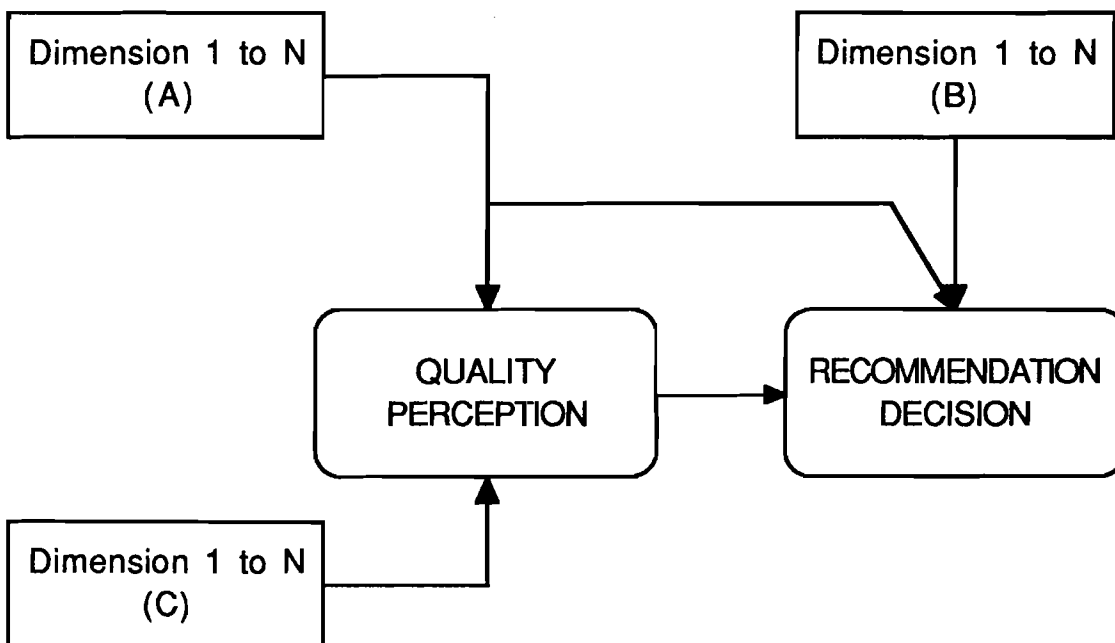 Dimension 1 to N
(A)
Dimension 1 to N
(B)
QUALITY
PERCEPTION
RECOMMENDATION
DECISION
Dimension 1 to N
(C)